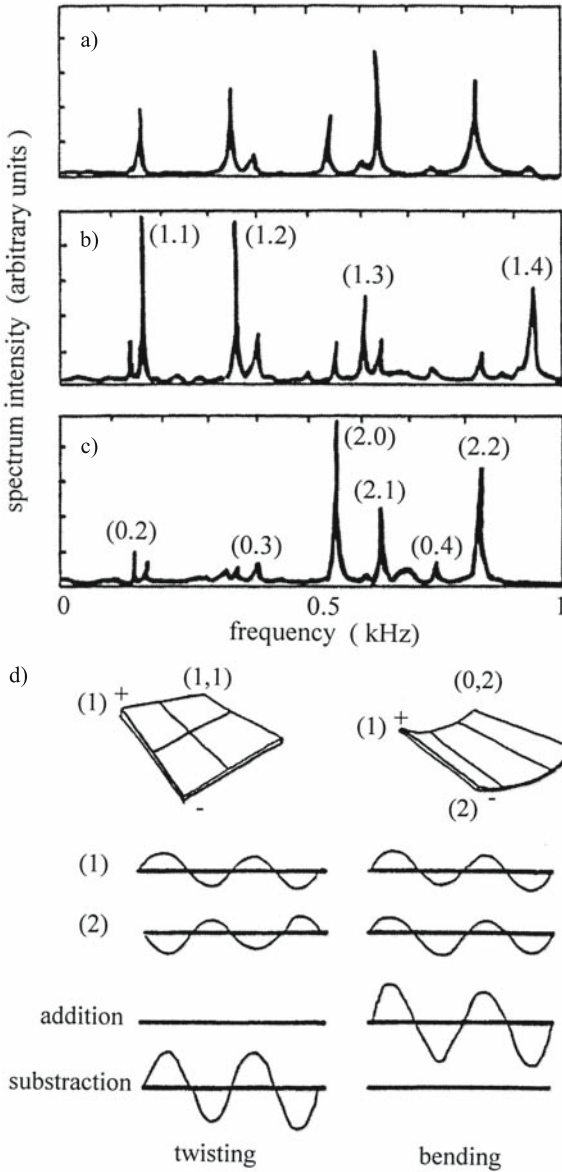 a)
b)
(1.1)
(1.2)
(1.3)
(1.4)
c)
(2.0)
(2.2)
(2.1)
(0.2)
(0.3)
(0.4)
spectrum intensity (arbitrary units)
0 0.5 1
frequency ( kHz)
d)
(1,1) (0,2)
(1) + (1) +
- (2) -
(1)
(2)
addition
substraction
twisting bending